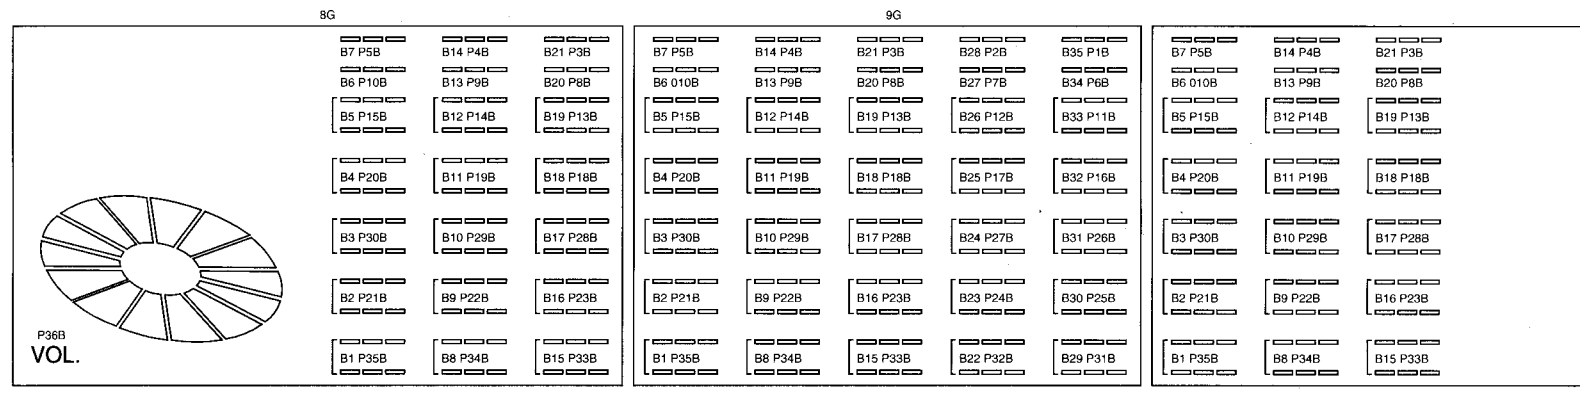 8G 9G
B7 P5B B14 P4B B21 P3B B7 P5B B14 P4B B21 P3B B28 P2B B35 P1B B7 P5B B14 P4B B21 P3B
B6 P10B B13 P9B B20 P8B B6 010B B13 P9B B20 P8B B27 P7B B34 P6B B6 010B B13 P9B B20 P8B
B5 P15B B12 P14B B19 P13B B5 P15B B12 P14B B19 P13B B26 P12B B33 P11B B5 P15B B12 P14B B19 P13B
B4 P20B B11 P19B B18 P18B B4 P20B B11 P19B B18 P18B B25 P17B B32 P16B B4 P20B B11 P19B B18 P18B
B3 P30B B10 P29B B17 P28B B3 P30B B10 P29B B17 P28B B24 P27B B31 P26B B3 P30B B10 P29B B17 P28B
B2 P21B B9 P22B B16 P23B B2 P21B B9 P22B B16 P23B B23 P24B B30 P25B B2 P21B B9 P22B B16 P23B
P36B
VOL. B1 P35B B8 P34B B15 P33B B1 P35B B8 P34B B15 P33B B22 P32B B29 P31B B1 P35B B8 P34B B15 P33B